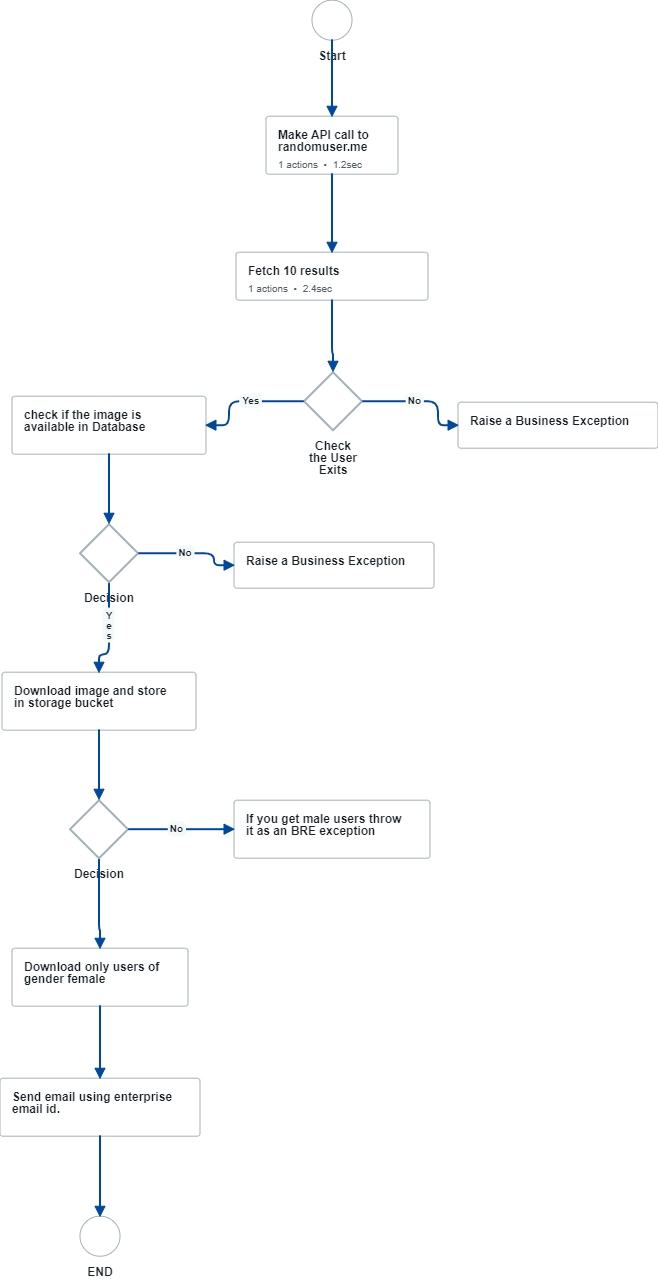 Start
Make API call to
randomuser.me
1 actions • 1.2sec
Fetch 10 results
1 actions • 2.4sec
Yes
No
check if the image is
available in Database
Check
the User
Exits
Raise a Business Exception
No
Raise a Business Exception
Decision
Y
e
s
Download image and store
in storage bucket
No
If you get male users throw
it as an BRE exception
Decision
Download only users of
gender female
Send email using enterprise
email id.
END